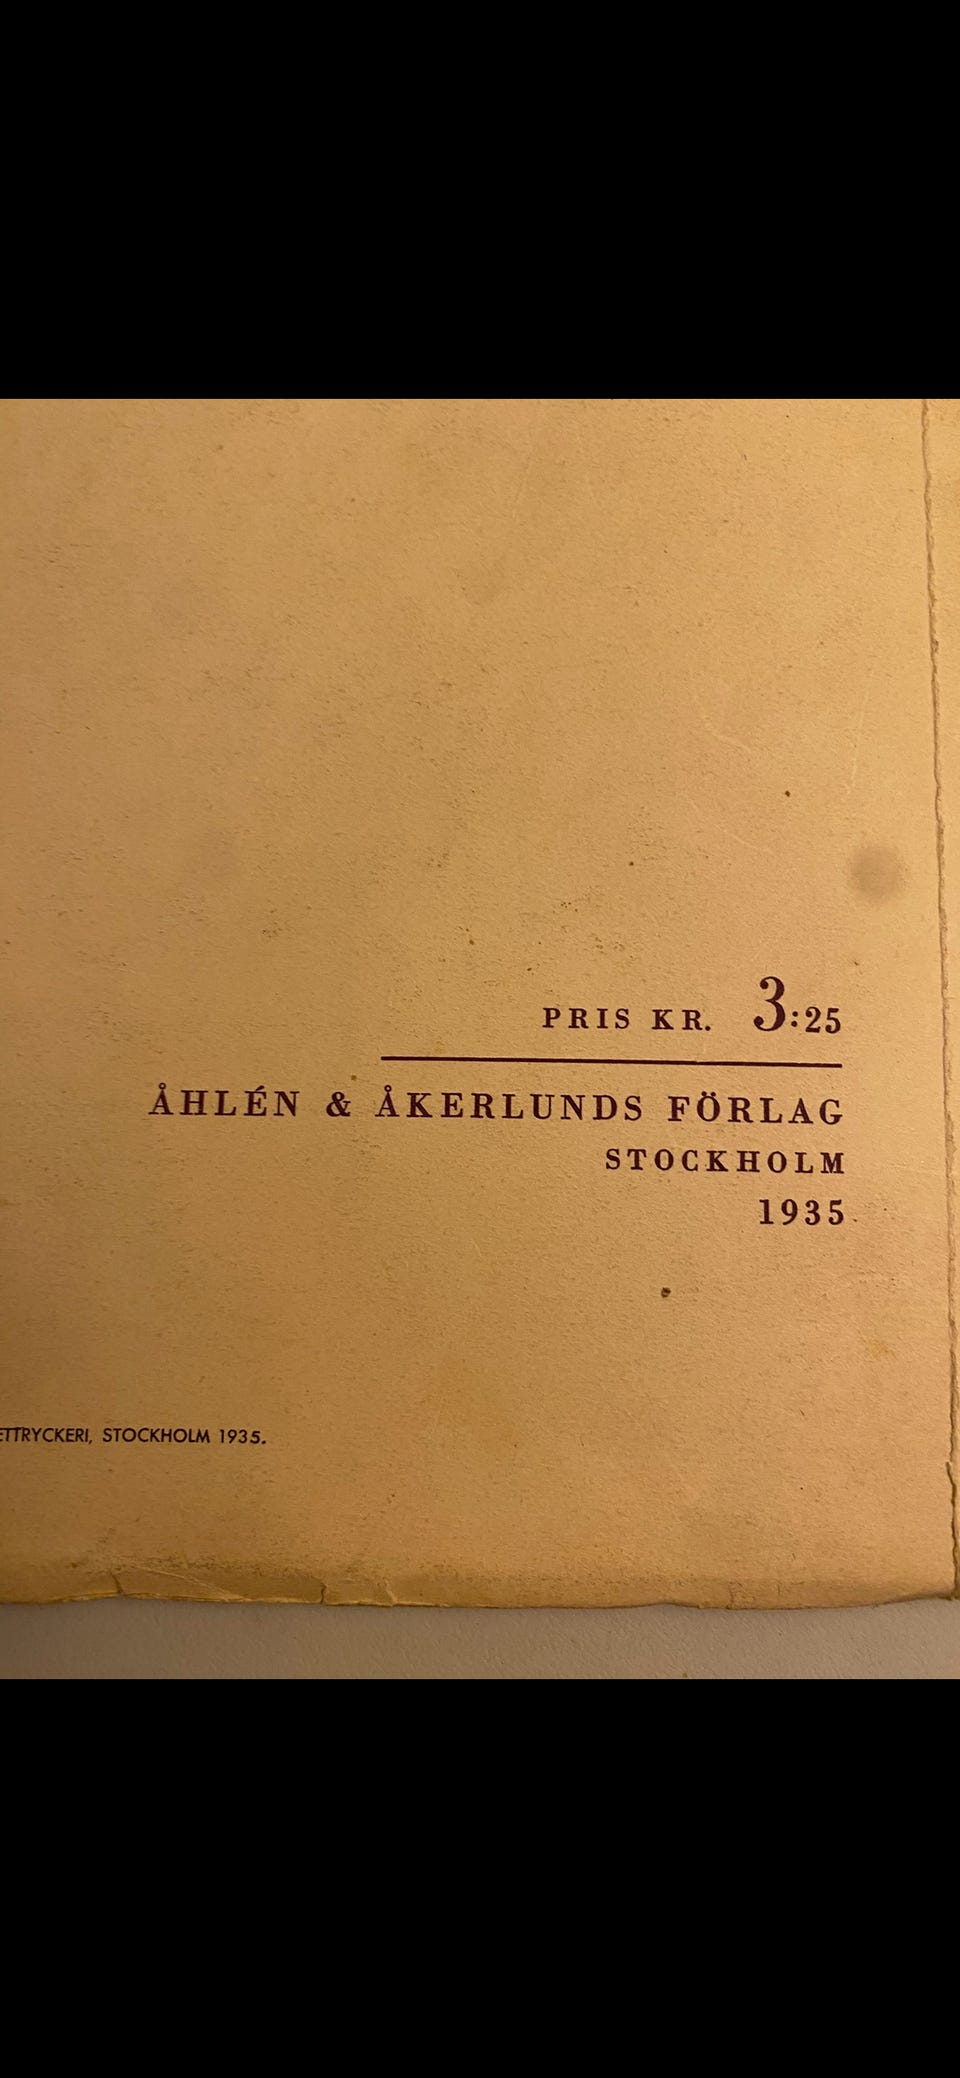 PRIS KR. 3:25
ÅHLÉN & ÅKERLUNDS FÖRLAG
STOCKHOLM
1935
ETTRYCKERI, STOCKHOLM 1935.